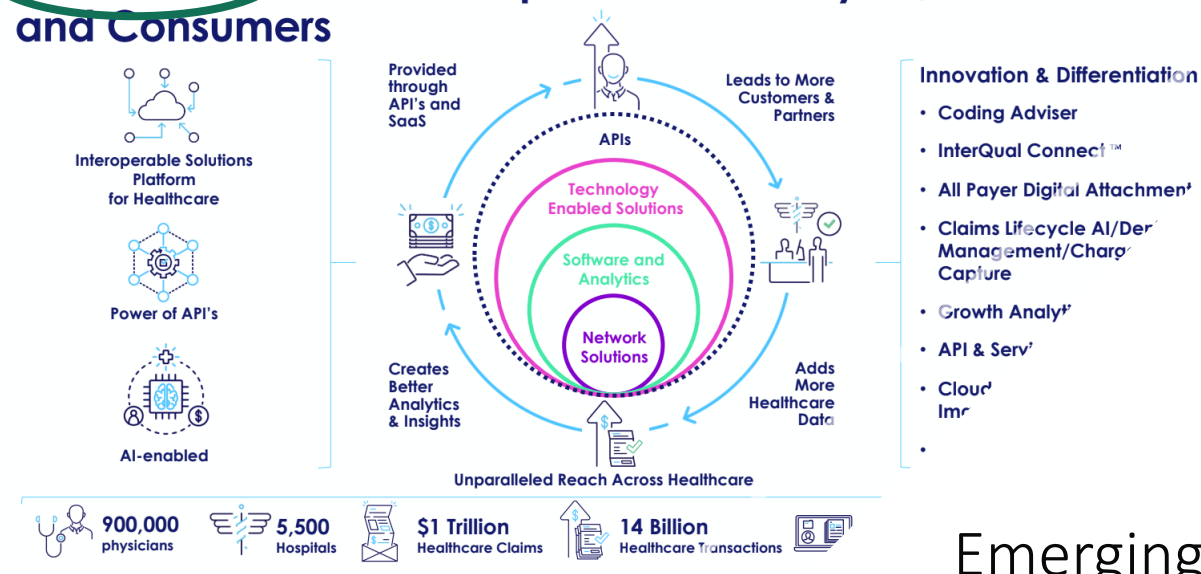 and Consumers
Interoperable Solutions
Platform
for Healthcare
Power of API's
AI-enabled
Provided
through
API's and
SaaS
Leads to More
Customers &
Partners
APIs
Technology
Enabled Solutions
Software and
Analytics
Network
Solutions
Creates
Better
Analytics
& Insights
Adds
More
Healthcare
Data
Unparalleled Reach Across Healthcare
Innovation & Differentiation
• Coding Adviser
• InterQual Connect™
• All Payer Digital Attachment
• Claims Lifecycle AI/
Management/
Capture
• Growth
• API &
• Cloud
900,000
physicians
5,500
Hospitals
$1 Trillion
Healthcare Claims
14 Billion
Healthcare Transactions
Emerging